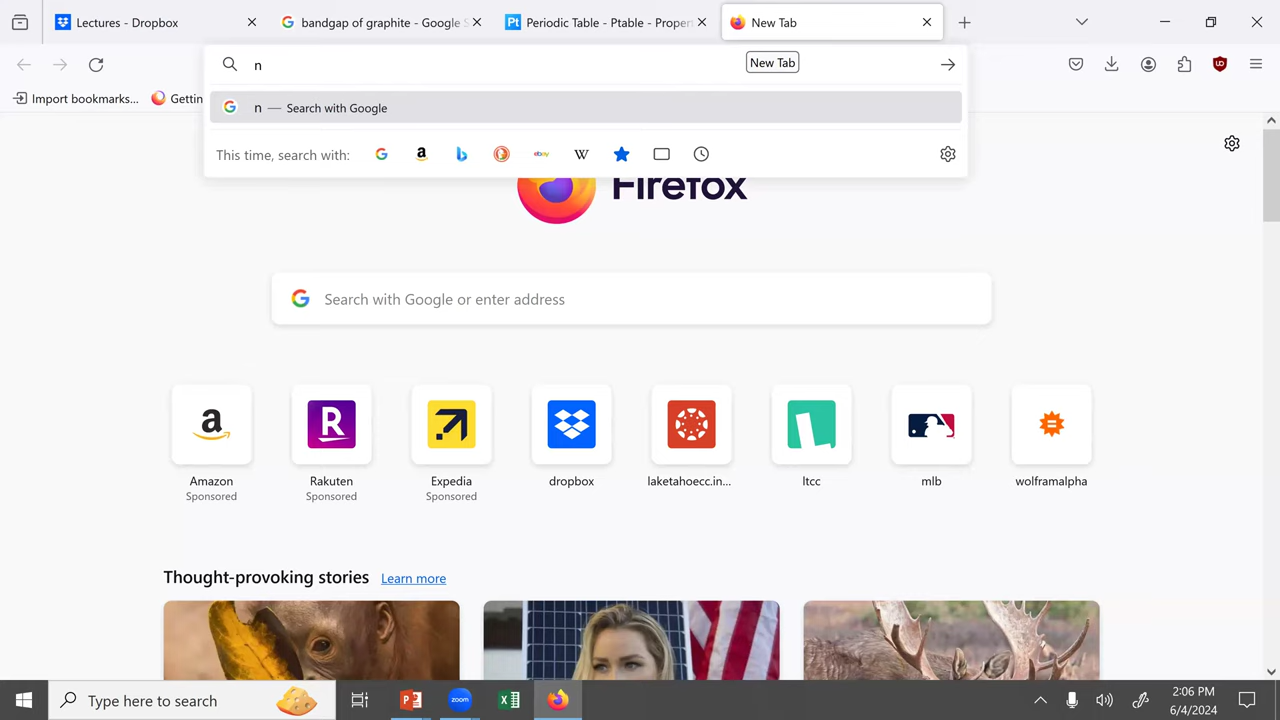 Lectures - Dropbox
bandgap of graphite - Google S
Periodic Table - Ptable - Proper
New Tab
n
New Tab
n — Search with Google
Import bookmarks...
Gettin
This time, search with:
Firefox
Search with Google or enter address
Amazon
Sponsored
Rakuten
Sponsored
Expedia
Sponsored
dropbox
laketahoecc.in...
ltcc
mlb
wolframalpha
Thought-provoking stories Learn more
Type here to search
zoom
2:06 PM
6/4/2024